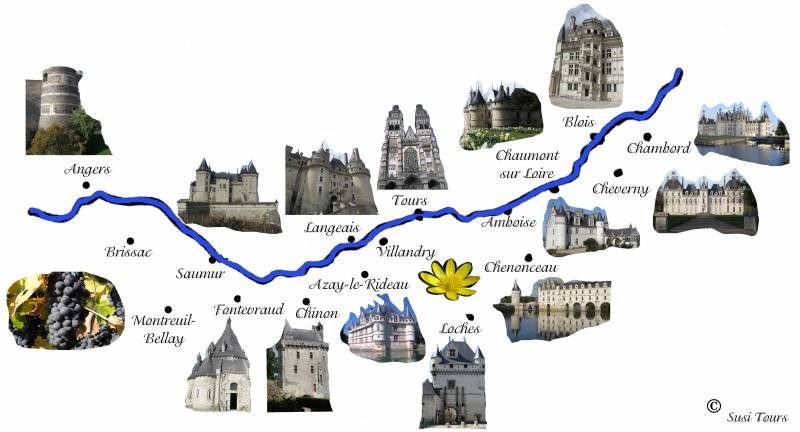 Blois
Chambord
Chaumont
sur Loire
Cheverny
Angers
Tours
Amboise
Langeais
Villandry
Brissac
Saumur
Chenonceau
Azay-le-Rideau
Fontevraud
Chinon
Montreuil-
Bellay
Loches
© Susi Tours